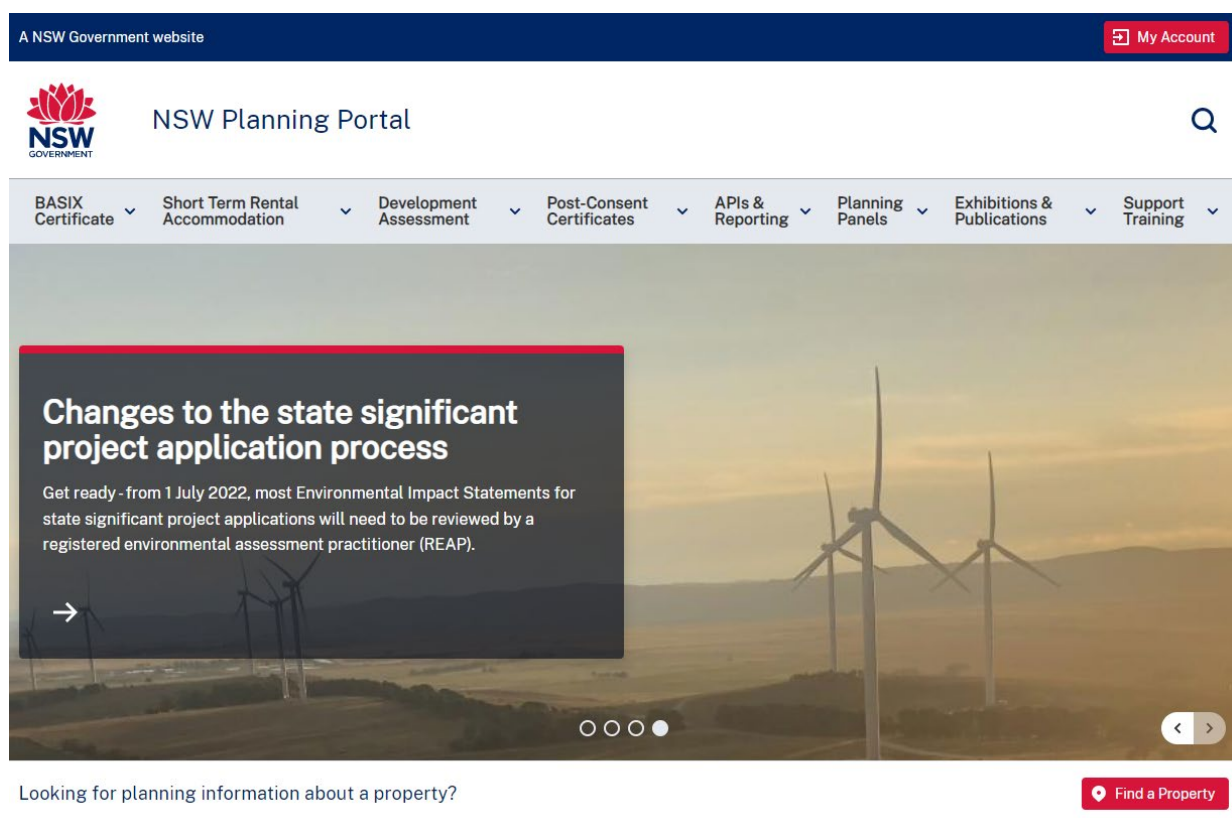 A NSW Government website
My Account
NSW
GOVERNMENT
NSW Planning Portal
BASIX
Certificate
Short Term Rental
Accommodation
Development
Assessment
Post-Consent
Certificates
APIs &
Reporting
Planning
Panels
Exhibitions &
Publications
Support
Training
Changes to the state significant
project application process
Get ready - from 1 July 2022, most Environmental Impact Statements for
state significant project applications will need to be reviewed by a
registered environmental assessment practitioner (REAP).
Looking for planning information about a property?
Find a Property